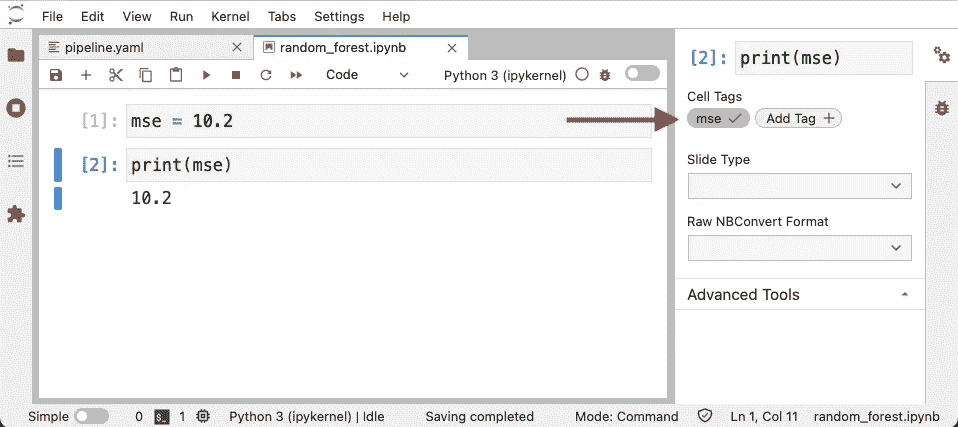 File Edit View Run Kernel Tabs Settings Help
pipeline.yaml random_forest.ipynb
Code Python 3 (ipykernel)
[1]: mse = 10.2
[2]: print(mse)
10.2
[2]: print(mse)
Cell Tags
mse Add Tag
Slide Type
Raw NBConvert Format
Advanced Tools
Simple 0 1 Python 3 (ipykernel) | Idle Saving completed Mode: Command Ln 1, Col 11 random_forest.ipynb